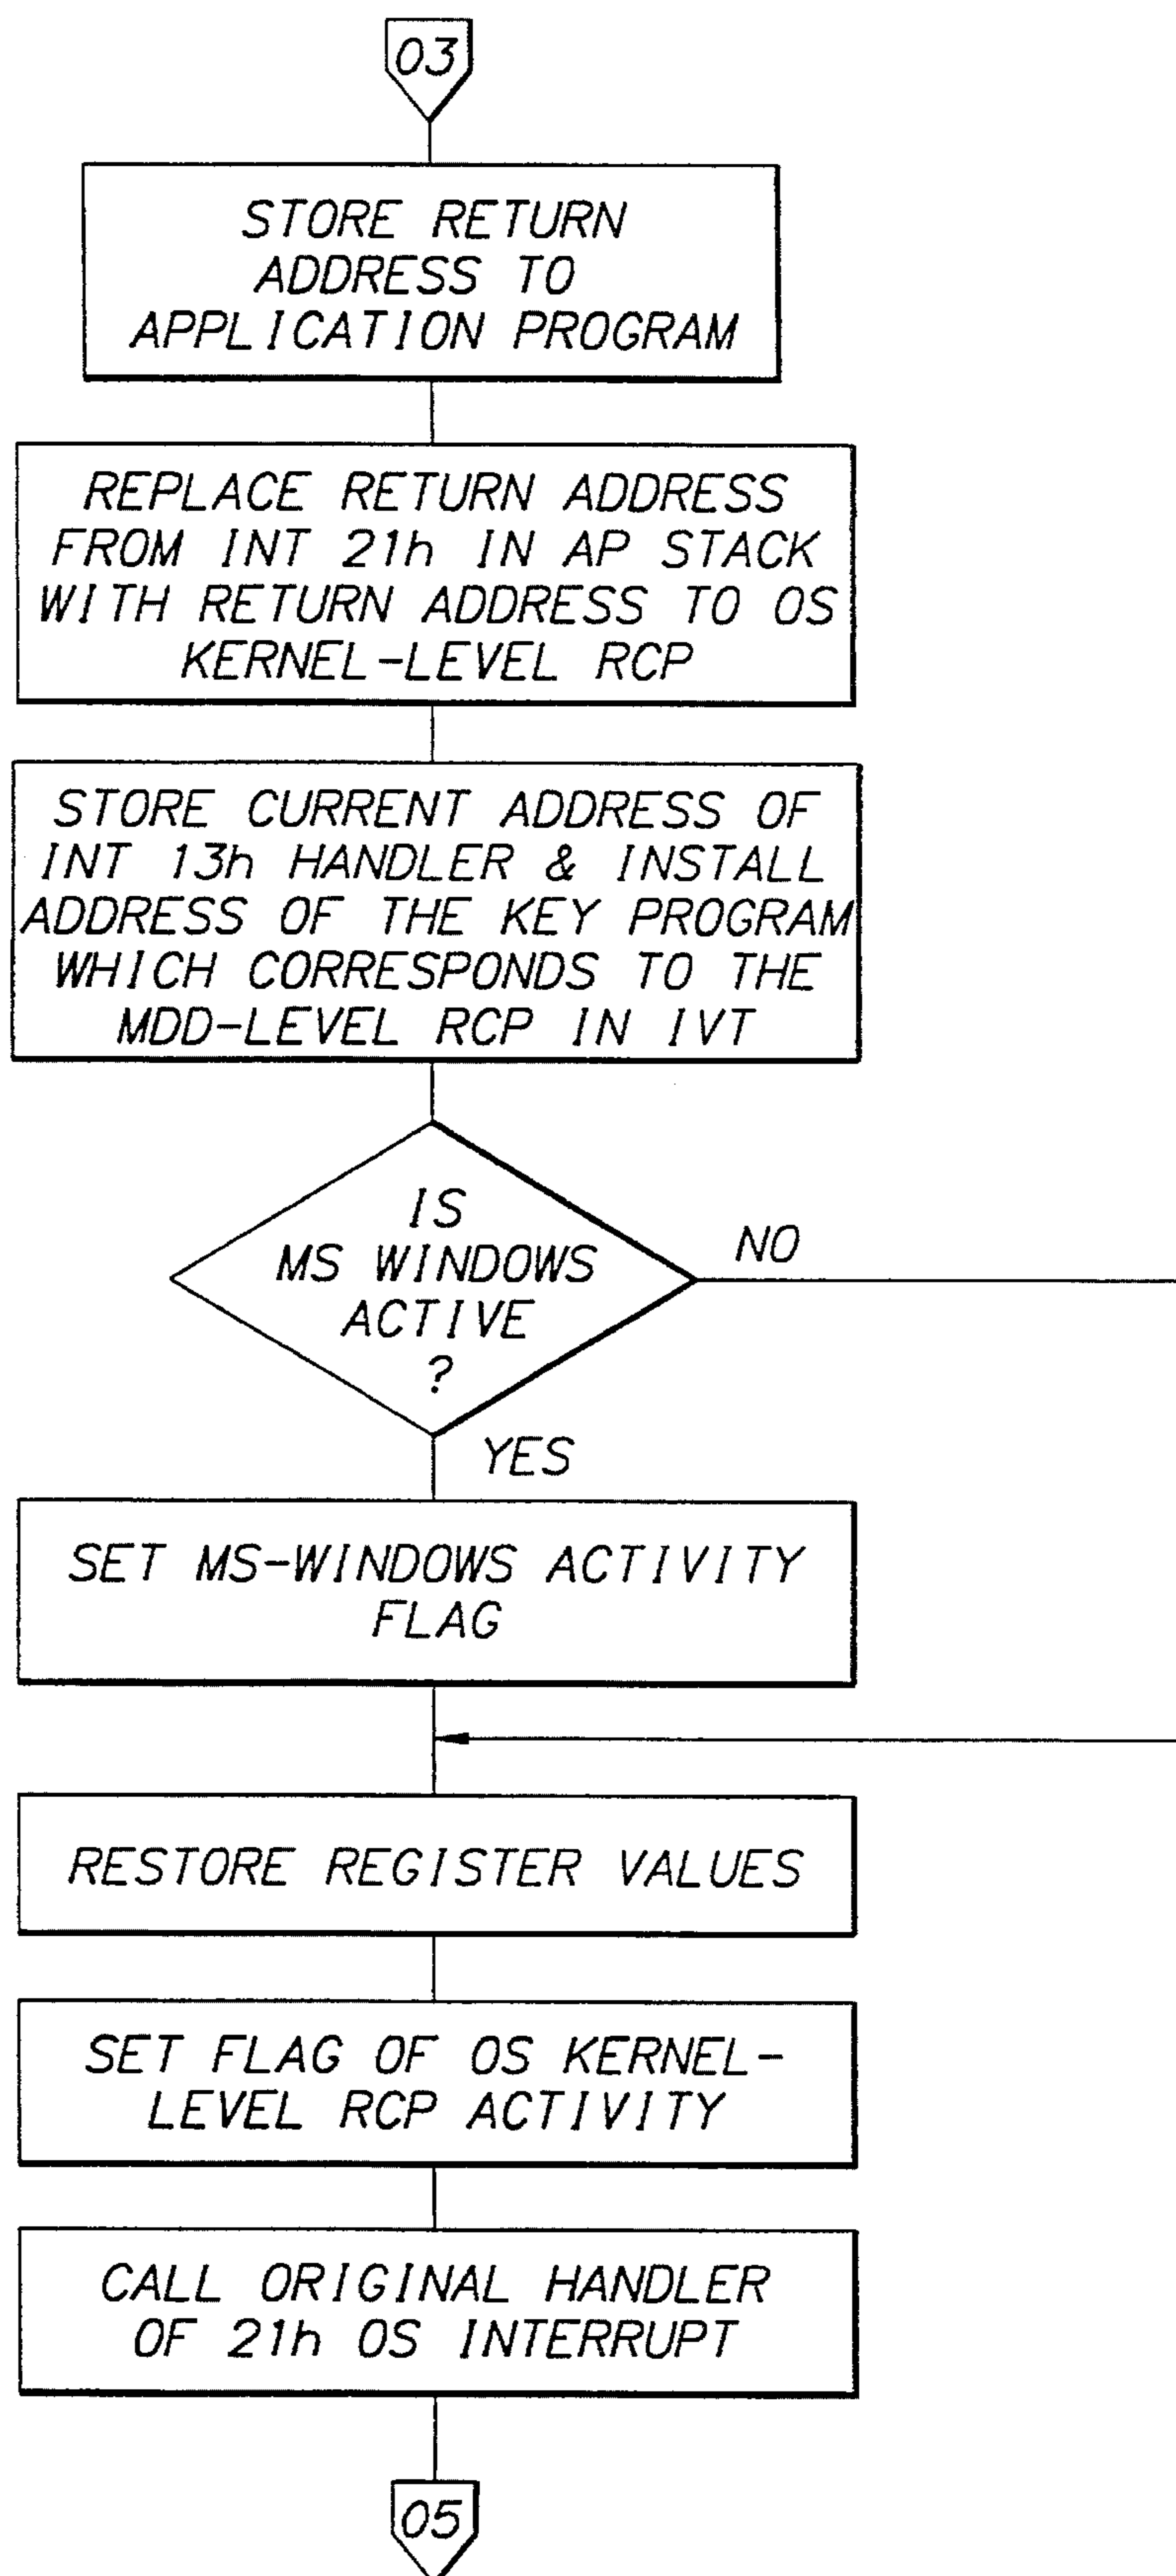 03
STORE RETURN
ADDRESS TO
APPLICATION PROGRAM
REPLACE RETURN ADDRESS
FROM INT 21h IN AP STACK
WITH RETURN ADDRESS TO OS
KERNEL-LEVEL RCP
STORE CURRENT ADDRESS OF
INT 13h HANDLER & INSTALL
ADDRESS OF THE KEY PROGRAM
WHICH CORRESPONDS TO THE
MDD-LEVEL RCP IN IVT
IS
MS WINDOWS
ACTIVE
?
NO
YES
SET MS-WINDOWS ACTIVITY
FLAG
RESTORE REGISTER VALUES
SET FLAG OF OS KERNEL-
LEVEL RCP ACTIVITY
CALL ORIGINAL HANDLER
OF 21h OS INTERRUPT
05